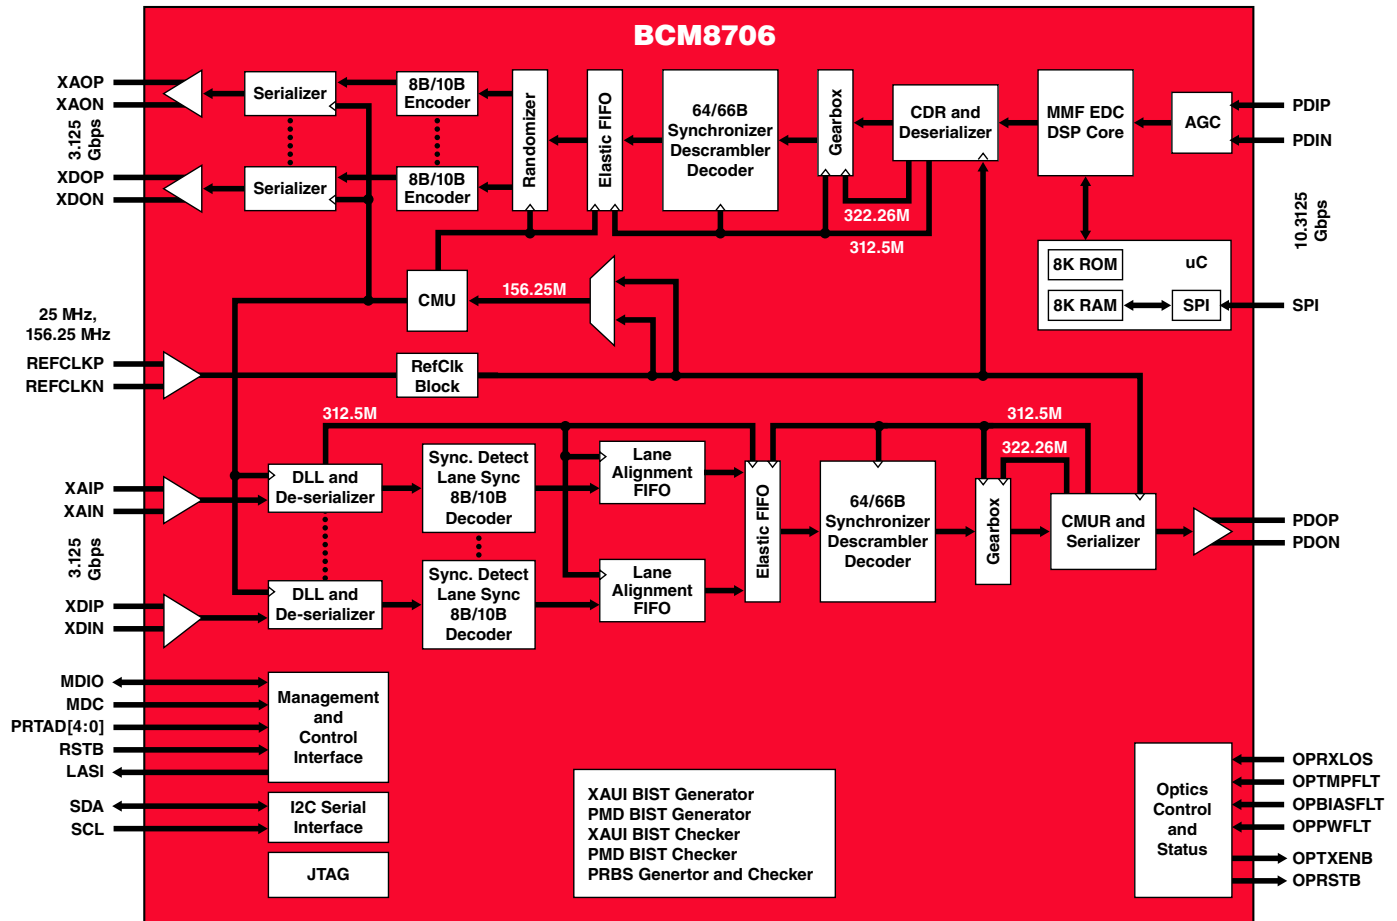 BCM8706
XAOP
XAON
3.125
Gbps
XDOP
XDON
Serializer
Serializer
8B/10B
Encoder
8B/10B
Encoder
Randomizer
Elastic FIFO
64/66B
Synchronizer
Descrambler
Decoder
Gearbox
CDR and
Deserializer
MMF EDC
DSP Core
AGC
PDIP
PDIN
10.3125
Gbps
322.26M
312.5M
8K ROM
uC
8K RAM
SPI
SPI
CMU
156.25M
25 MHz,
156.25 MHz
REFCLKP
REFCLKN
RefClk
Block
312.5M
312.5M
322.26M
XAIP
XAIN
3.125
Gbps
XDIP
XDIN
DLL and
De-serializer
DLL and
De-serializer
Sync. Detect
Lane Sync
8B/10B
Decoder
Sync. Detect
Lane Sync
8B/10B
Decoder
Lane
Alignment
FIFO
Lane
Alignment
FIFO
Elastic FIFO
64/66B
Synchronizer
Descrambler
Decoder
Gearbox
CMUR and
Serializer
PDOP
PDON
MDIO
MDC
PRTAD[4:0]
RSTB
LASI
Management
and
Control
Interface
SDA
SCL
I2C Serial
Interface
JTAG
XAUI BIST Generator
PMD BIST Generator
XAUI BIST Checker
PMD BIST Checker
PRBS Genertor and Checker
Optics
Control
and
Status
OPRXLOS
OPTMPFLT
OPBIASFLT
OPPWFLT
OPTXENB
OPRSTB